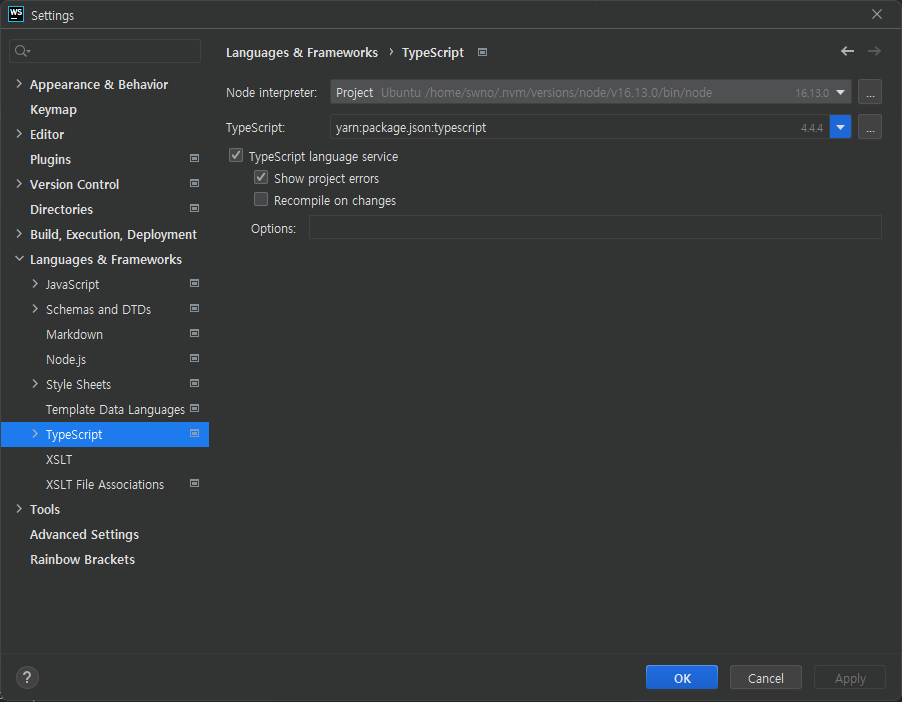 WS
Settings
Languages & Frameworks › TypeScript
Appearance & Behavior
Keymap
Editor
Plugins
Version Control
Directories
Build, Execution, Deployment
Languages & Frameworks
JavaScript
Schemas and DTDs
Markdown
Node.js
Style Sheets
Template Data Languages
TypeScript
XSLT
XSLT File Associations
Tools
Advanced Settings
Rainbow Brackets
Node interpreter: Project Ubuntu /home/swno/.nvm/versions/node/v16.13.0/bin/node 16.13.0 ...
TypeScript: yarn:package.json:typescript 4.4.4 ...
TypeScript language service
Show project errors
Recompile on changes
Options:
? OK Cancel Apply